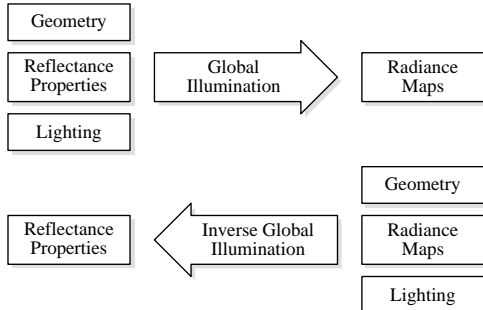 Geometry
Reflectance
Properties
Lighting
Global
Illumination
Radiance
Maps
Reflectance
Properties
Inverse Global
Illumination
Geometry
Radiance
Maps
Lighting